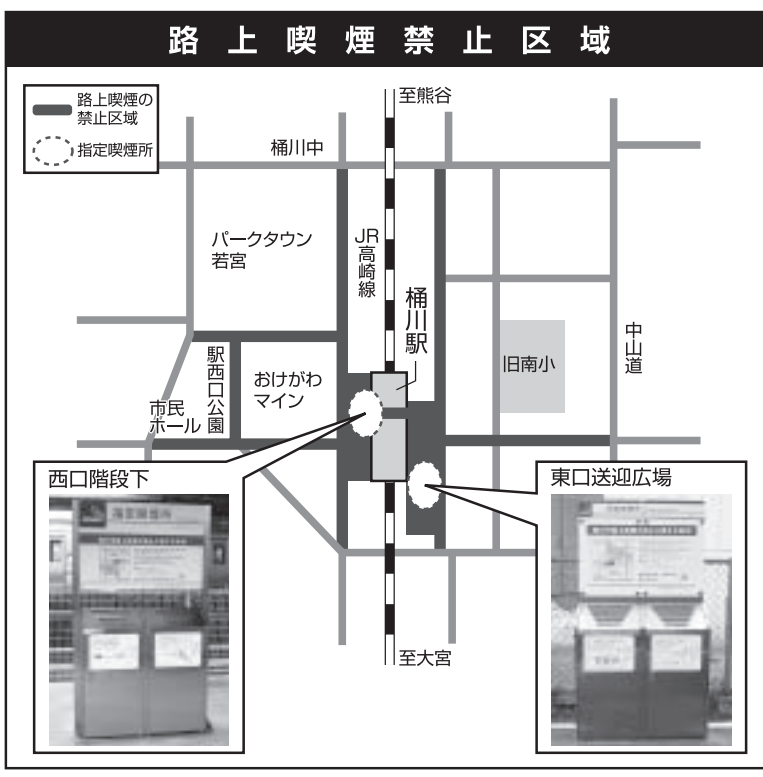 路上喫煙禁止区域
路上喫煙の
禁止区域
指定喫煙所
至熊谷
桶川中
パークタウン
若宮
JR高崎線
桶川駅
中山道
旧南小
駅西口公園
おけがわ
マイン
市民
ホール
西口階段下
東口送迎広場
至大宮